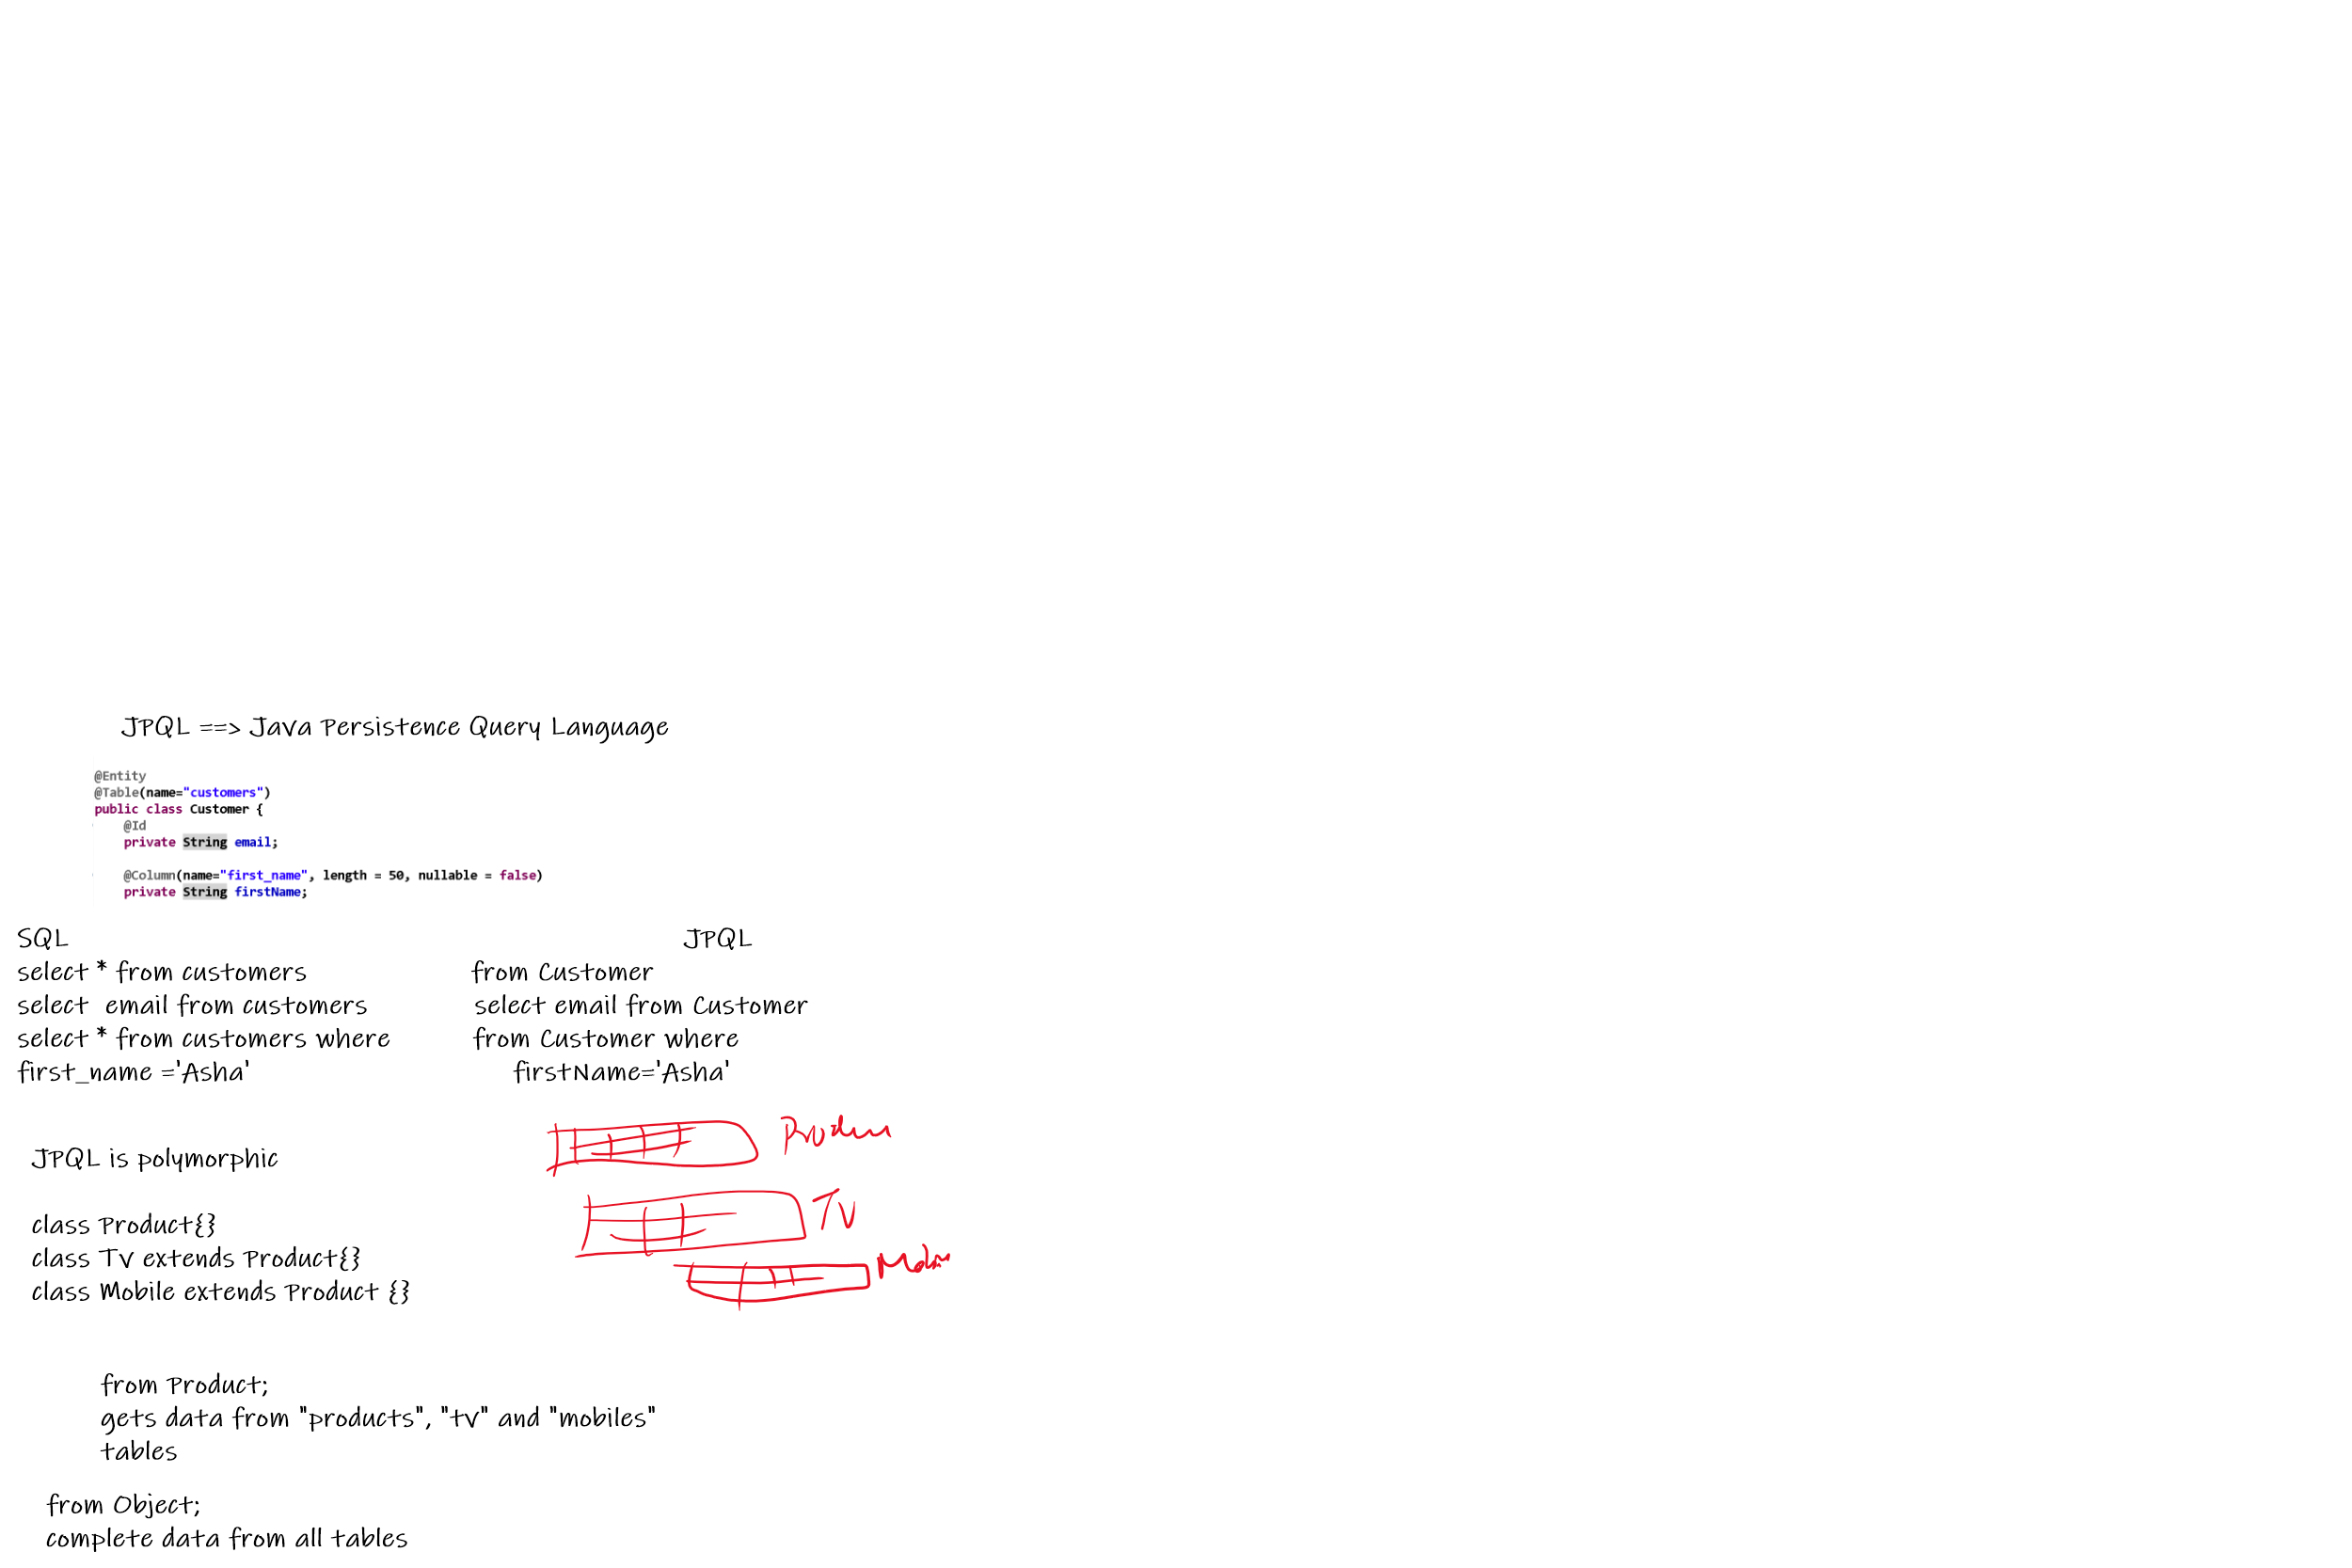 JPQL ==> Java Persistence Query Language
@Entity
@Table(name="customers")
public class Customer {
@Id
private String email;
@Column(name="first_name", length = 50, nullable = false)
private String firstName;
SQL JPQL
select * from customers from Customer
select email from customers select email from Customer
select * from customers where from Customer where
first_name ='Asha' firstName='Asha'
JPQL is polymorphic
class Product{}
class Tv extends Product{}
class Mobile extends Product {}
TV
from Product;
gets data from "products", "tv" and "mobiles"
tables
from Object;
complete data from all tables